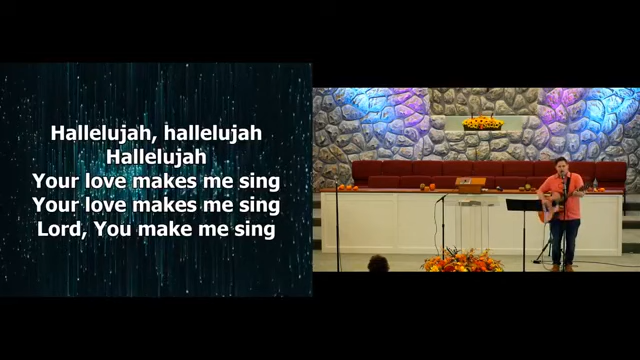 Hallelujah, hallelujah
Hallelujah
Your love makes me sing
Your love makes me sing
Lord, You make me sing